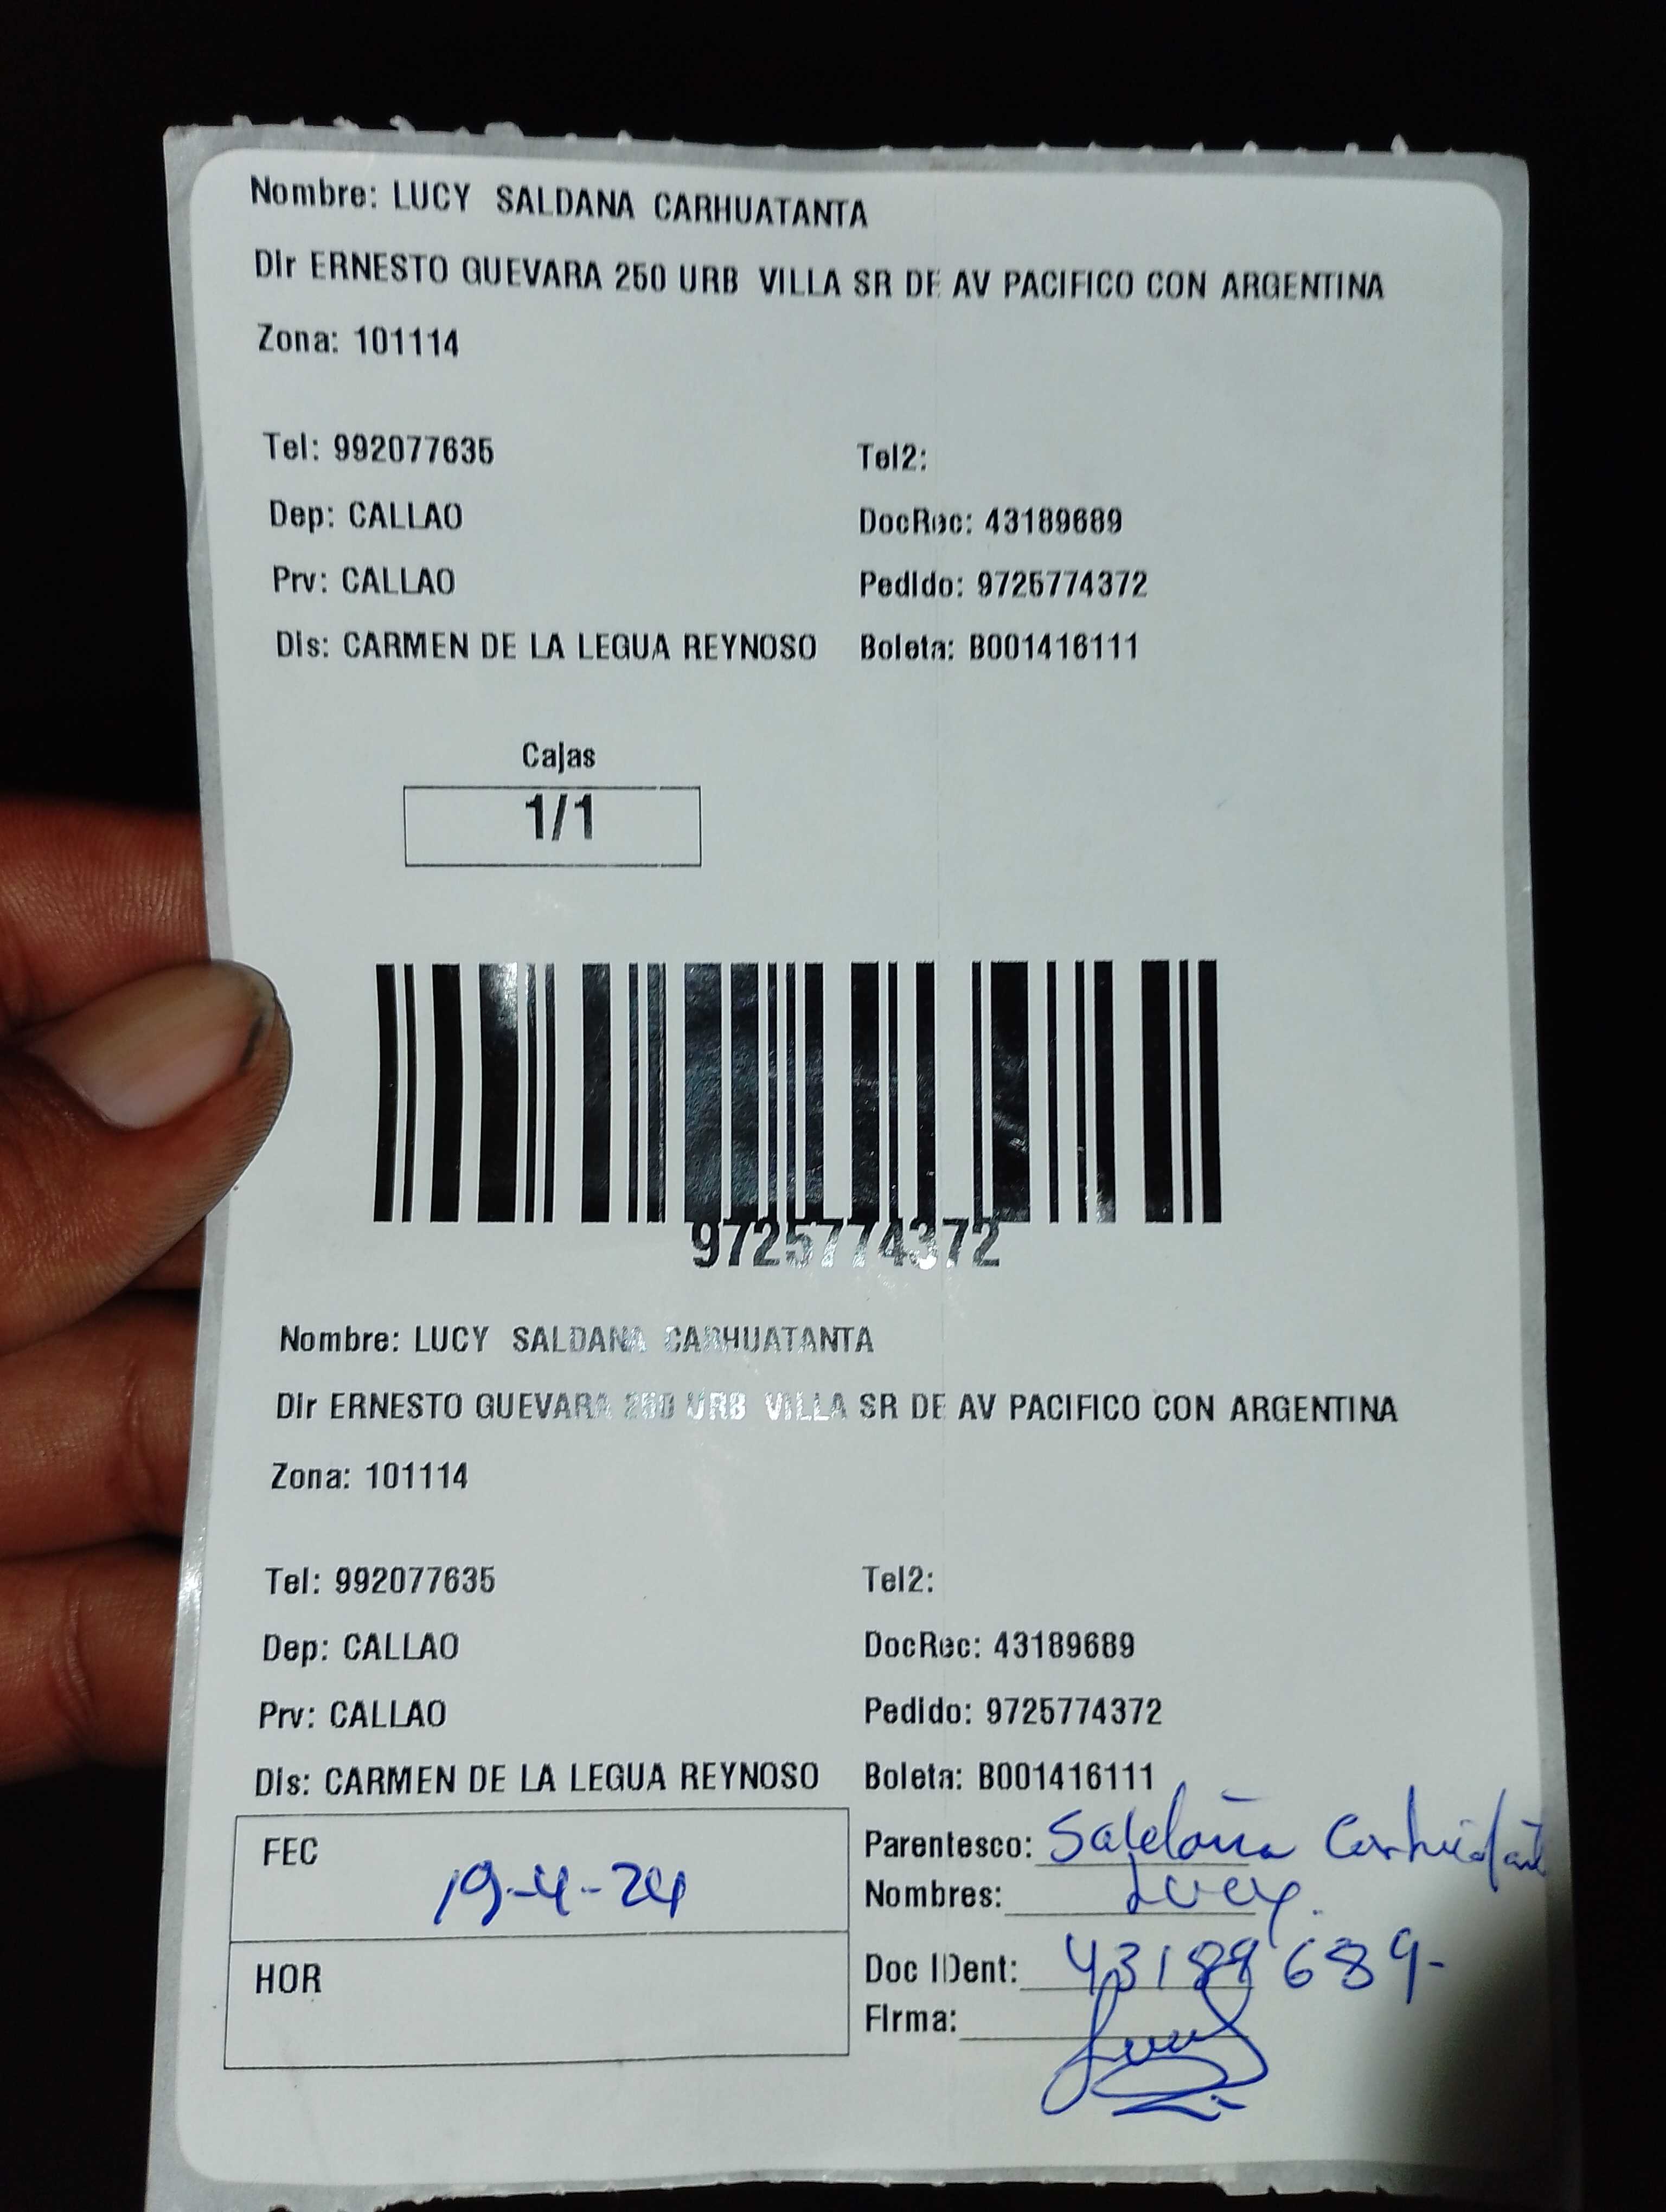 Nombre: LUCY SALDANA CARHUATANTA
Dir ERNESTO GUEVARA 250 URB VILLA SR DE AV PACIFICO CON ARGENTINA
Zona: 101114
Tel: 992077635 Tel2:
Dep: CALLAO DocRec: 43189689
Prv: CALLAO Pedido: 9725774372
Dis: CARMEN DE LA LEGUA REYNOSO Boleta: B001416111
Cajas
1/1
9725774372
Nombre: LUCY SALDANA CARHUATANTA
Dir ERNESTO GUEVARA 250 URB VILLA SR DE AV PACIFICO CON ARGENTINA
Zona: 101114
Tel: 992077635 Tel2:
Dep: CALLAO DocRec: 43189689
Prv: CALLAO Pedido: 9725774372
Dis: CARMEN DE LA LEGUA REYNOSO Boleta: B001416111
FEC 19-4-24
HOR
Parentesco: Saldaña Carhuatanta
Nombres: Lucy.
Doc IDent: 43189689-
Firma: